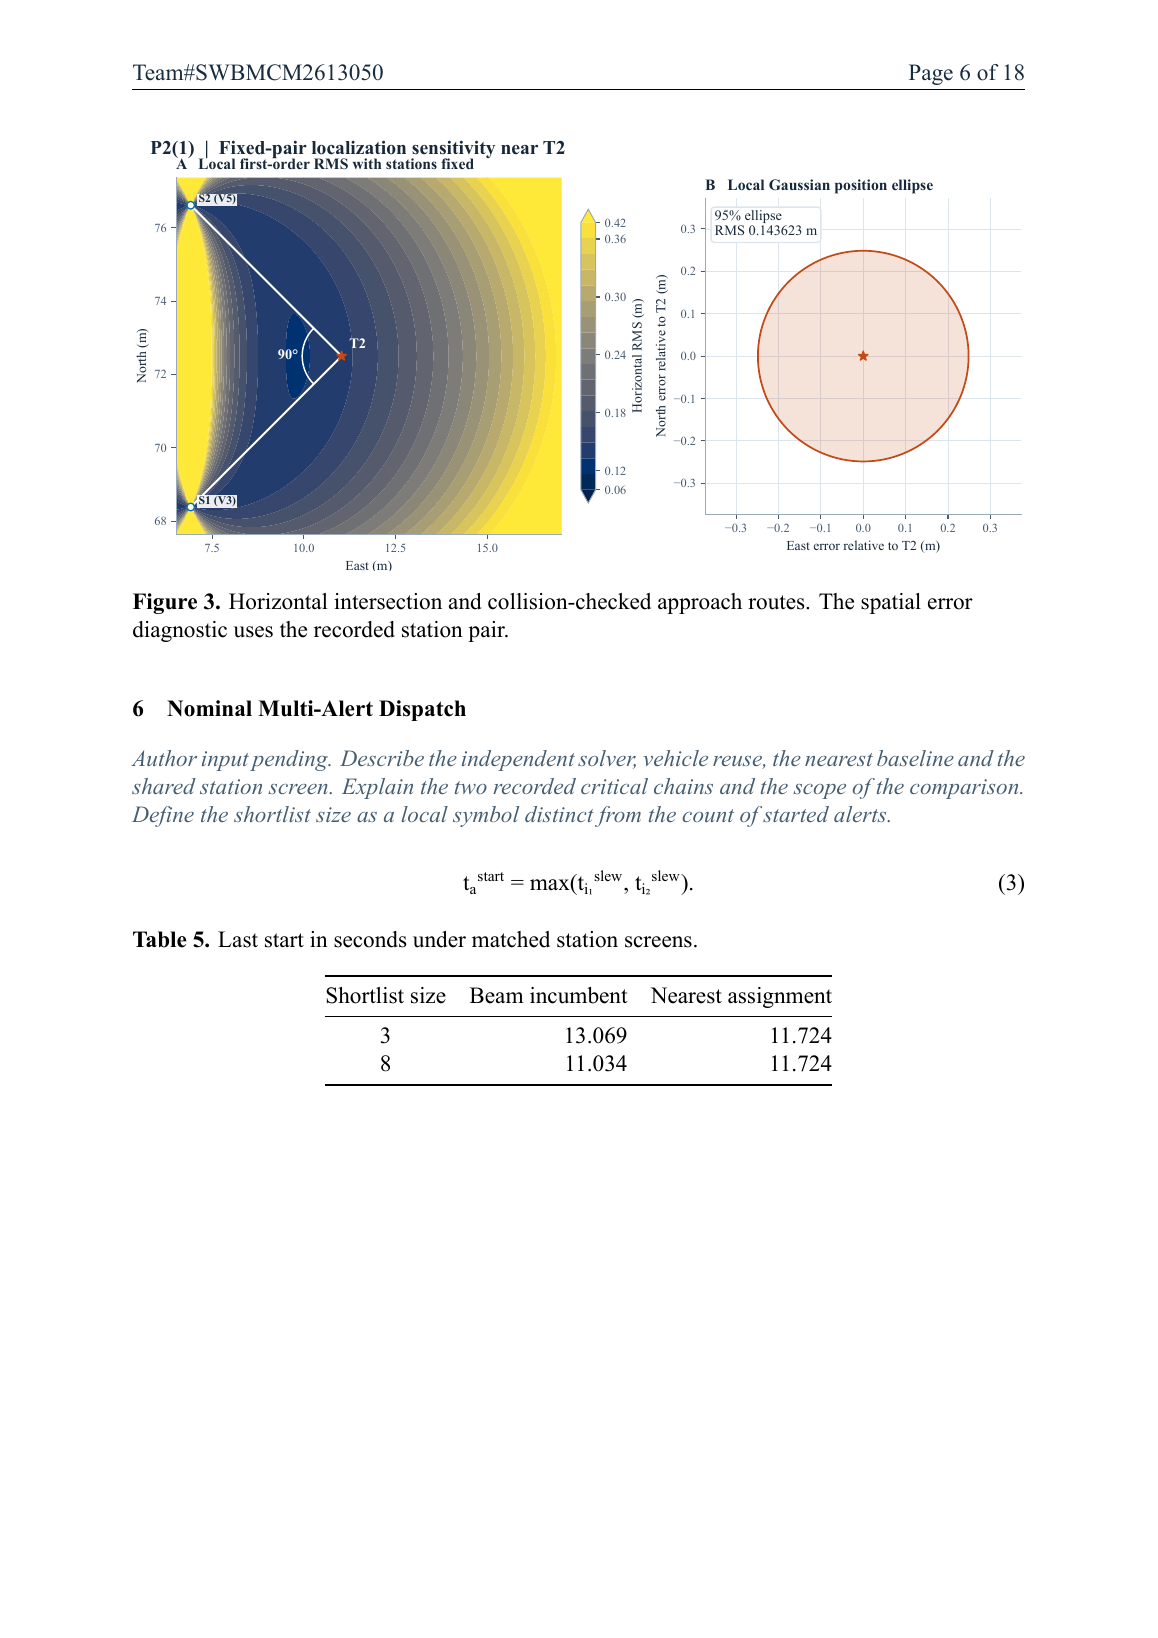 Team#SWBMCM2613050 Page 6 of 18
P2(1) | Fixed-pair localization sensitivity near T2
A Local first-order RMS with stations fixed
S2 (V5)
76
74
72
70
68
North (m)
90°
T2
S1 (V3)
7.5 10.0 12.5 15.0
East (m)
0.42
0.36
0.30
0.24
0.18
0.12
0.06
Horizontal RMS (m)
B Local Gaussian position ellipse
95% ellipse
RMS 0.143623 m
0.3
0.2
0.1
0.0
−0.1
−0.2
−0.3
North error relative to T2 (m)
−0.3 −0.2 −0.1 0.0 0.1 0.2 0.3
East error relative to T2 (m)
Figure 3. Horizontal intersection and collision-checked approach routes. The spatial error
diagnostic uses the recorded station pair.
6 Nominal Multi-Alert Dispatch
Author input pending. Describe the independent solver, vehicle reuse, the nearest baseline and the
shared station screen. Explain the two recorded critical chains and the scope of the comparison.
Define the shortlist size as a local symbol distinct from the count of started alerts.
tₐ^start = max(t_i₁^slew, t_i₂^slew). (3)
Table 5. Last start in seconds under matched station screens.
Shortlist size Beam incumbent Nearest assignment
3 13.069 11.724
8 11.034 11.724